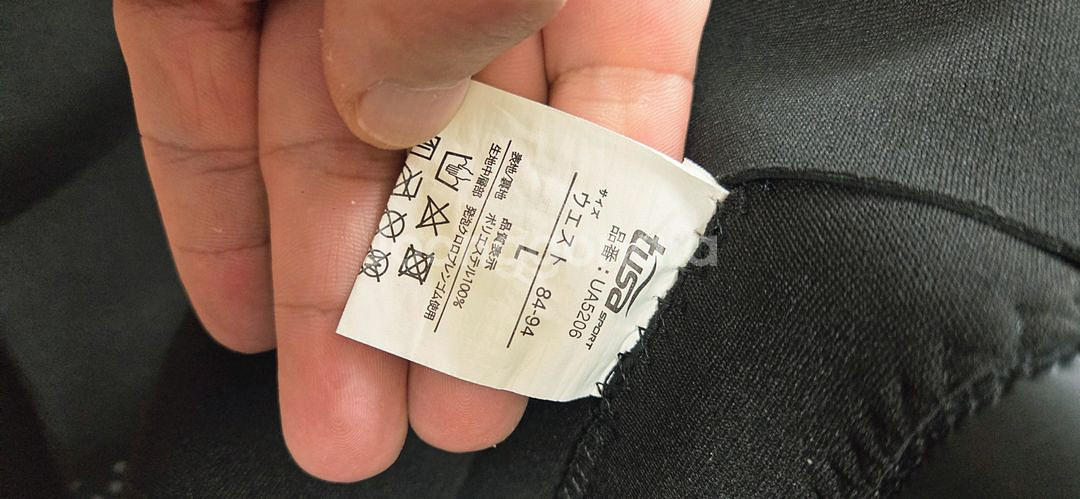 tusa SPORT
品番：UA5206
サイズ
ウエスト 84-94
L
品質表示
表地/裏地 ポリエステル100%
生地中層部 発泡クロロプレンゴム使用